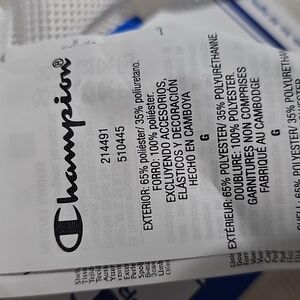 Champion®
214491
510445
EXTERIOR: 65% poliéster/ 35% poliuretano.
FORRO: 100% poliéster.
EXCLUYENDO ACCESORIOS,
ELÁSTICOS Y DECORACIÓN
HECHO EN CAMBOYA
G
EXTÉRIEUR: 65% POLYESTER/ 35% POLYURÉTHANNE
DOUBLURE: 100% POLYESTER.
GARNITURES NON COMPRISES
FABRIQUÉ AU CAMBODGE
G